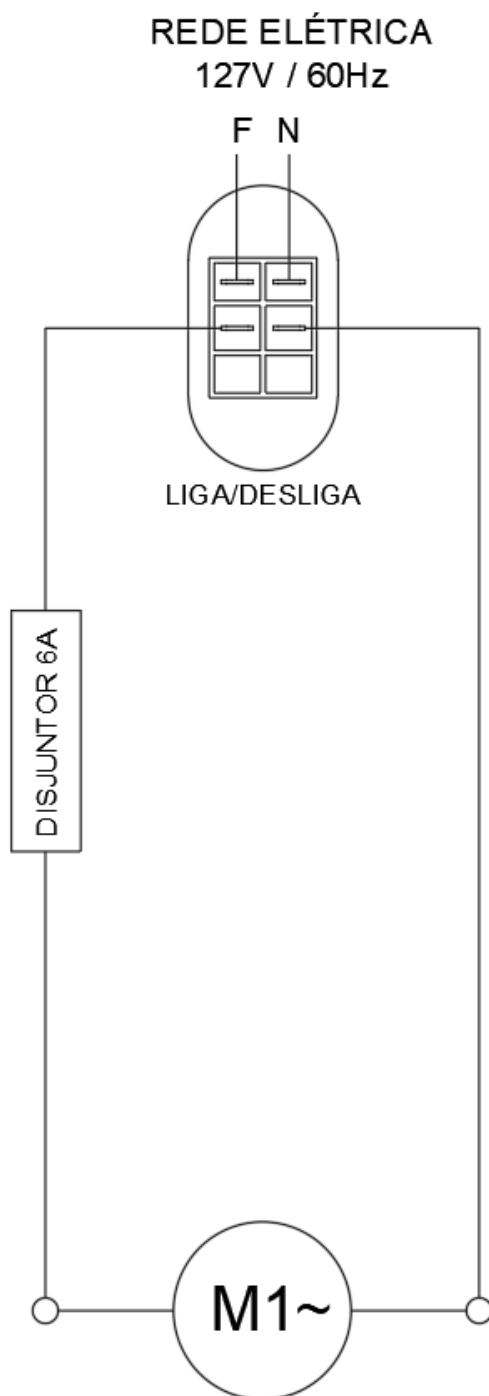 REDE ELÉTRICA
127V / 60Hz
F N
LIGA/DESLIGA
DISJUNTOR 6A
M1~